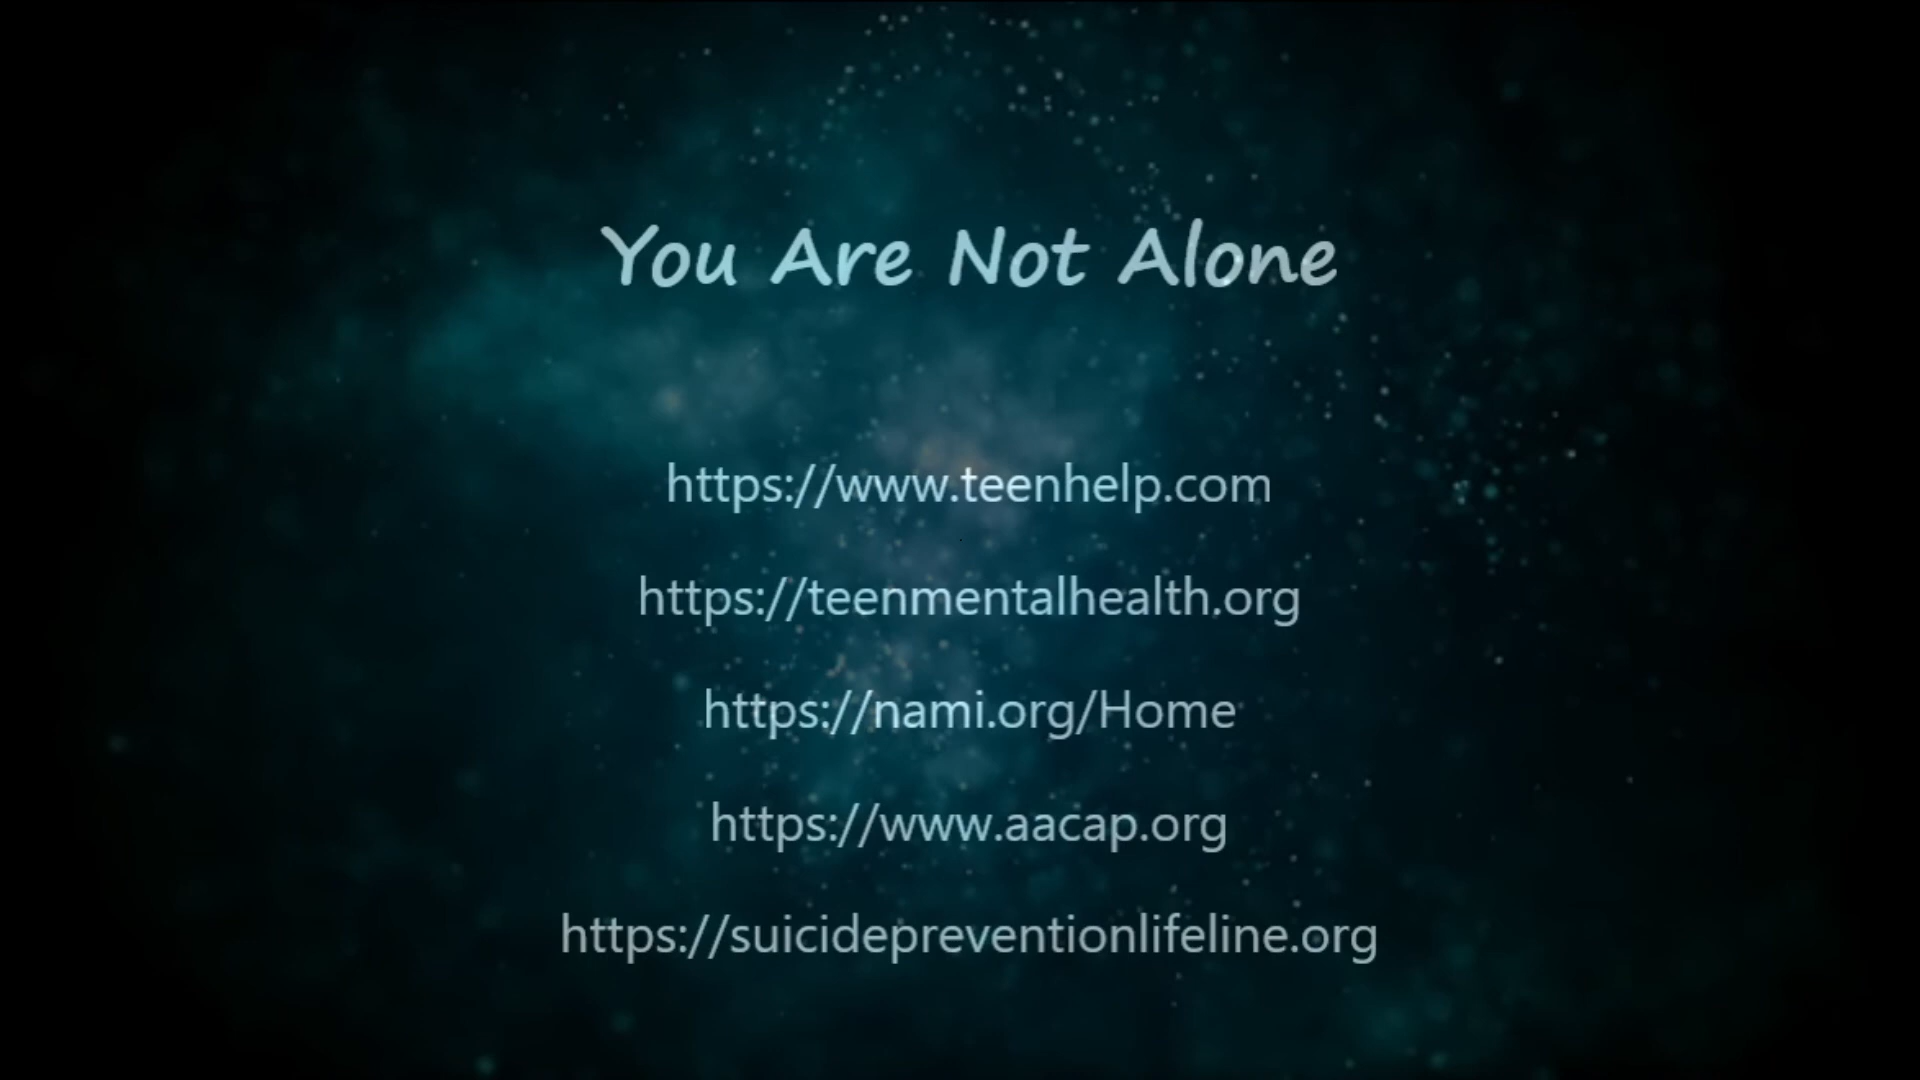 You Are Not Alone
https://www.teenhelp.com
https://teenmentalhealth.org
https://nami.org/Home
https://www.aacap.org
https://suicidepreventionlifeline.org